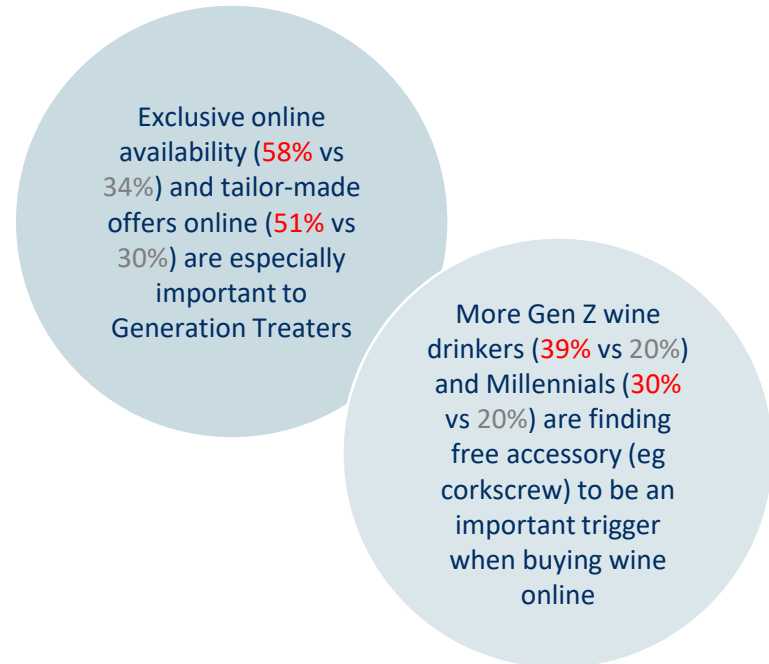 Exclusive online
availability (58% vs
34%) and tailor-made
offers online (51% vs
30%) are especially
important to
Generation Treaters
More Gen Z wine
drinkers (39% vs 20%)
and Millennials (30%
vs 20%) are finding
free accessory (eg
corkscrew) to be an
important trigger
when buying wine
online